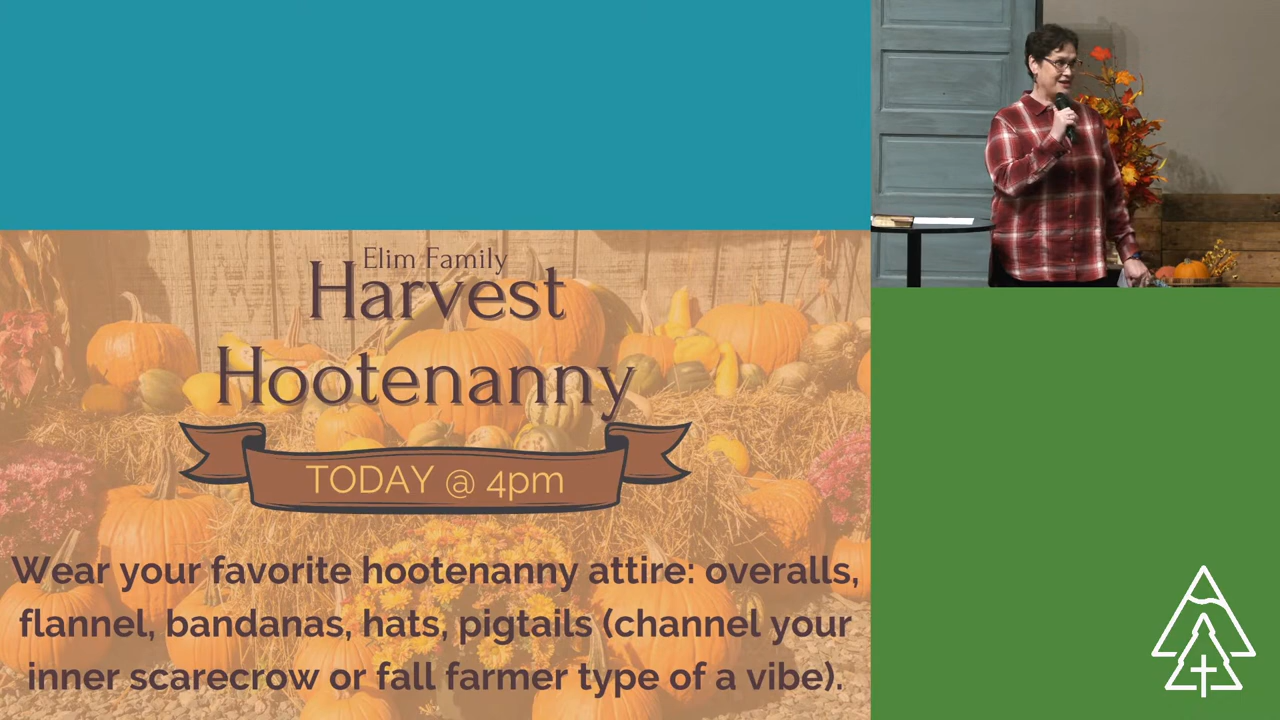 Elim Family
Harvest
Hootenanny
TODAY @ 4pm
Wear your favorite hootenanny attire: overalls,
flannel, bandanas, hats, pigtails (channel your
inner scarecrow or fall farmer type of a vibe).